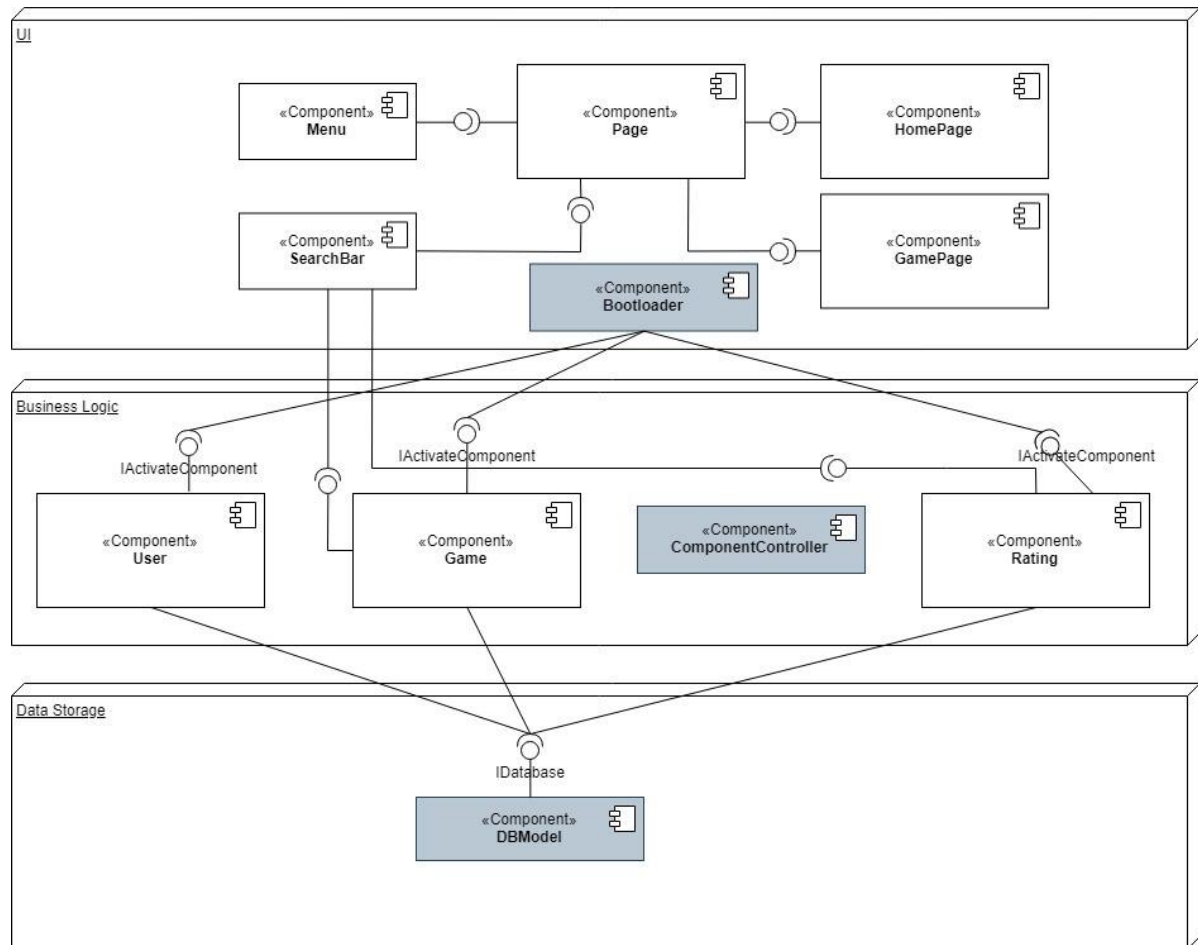 UI
«Component»
Menu
«Component»
Page
«Component»
HomePage
«Component»
SearchBar
«Component»
GamePage
«Component»
Bootloader
Business Logic
IActivateComponent
IActivateComponent
IActivateComponent
«Component»
User
«Component»
Game
«Component»
ComponentController
«Component»
Rating
Data Storage
IDatabase
«Component»
DBModel